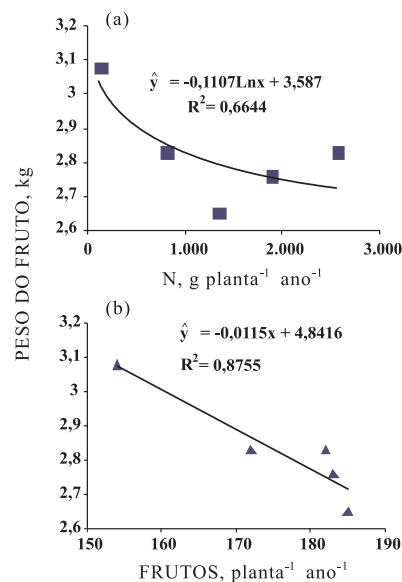 PESO DO FRUTO, kg
(a)
3,2
3,1
3
2,9
2,8
2,7
2,6
ŷ = -0,1107Lnx + 3,587
R² = 0,6644
0
1.000
2.000
3.000
N, g planta⁻¹ ano⁻¹
(b)
3,2
3,1
3,0
2,9
2,8
2,7
2,6
ŷ = -0,0115x + 4,8416
R² = 0,8755
150
160
170
180
190
FRUTOS, planta⁻¹ ano⁻¹